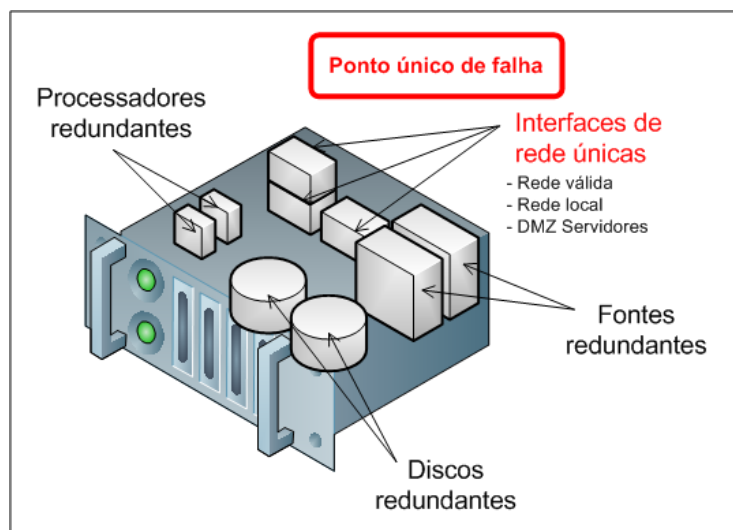 Ponto único de falha
Processadores
redundantes
Interfaces de
rede únicas
- Rede válida
- Rede local
- DMZ Servidores
Fontes
redundantes
Discos
redundantes